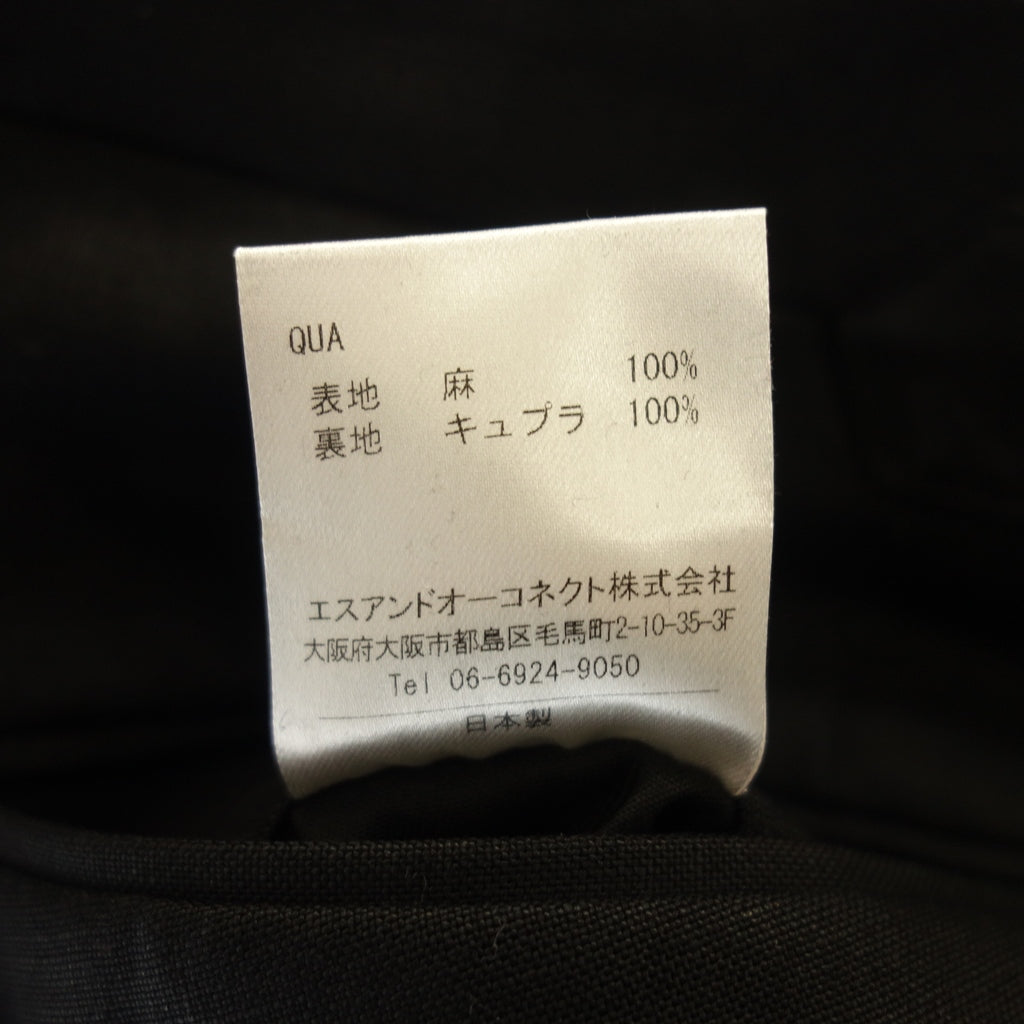 QUA
表地 麻 100%
裏地 キュプラ 100%
エスアンドオーコネクト株式会社
大阪府大阪市都島区毛馬町2-10-35-3F
Tel 06-6924-9050
日本製